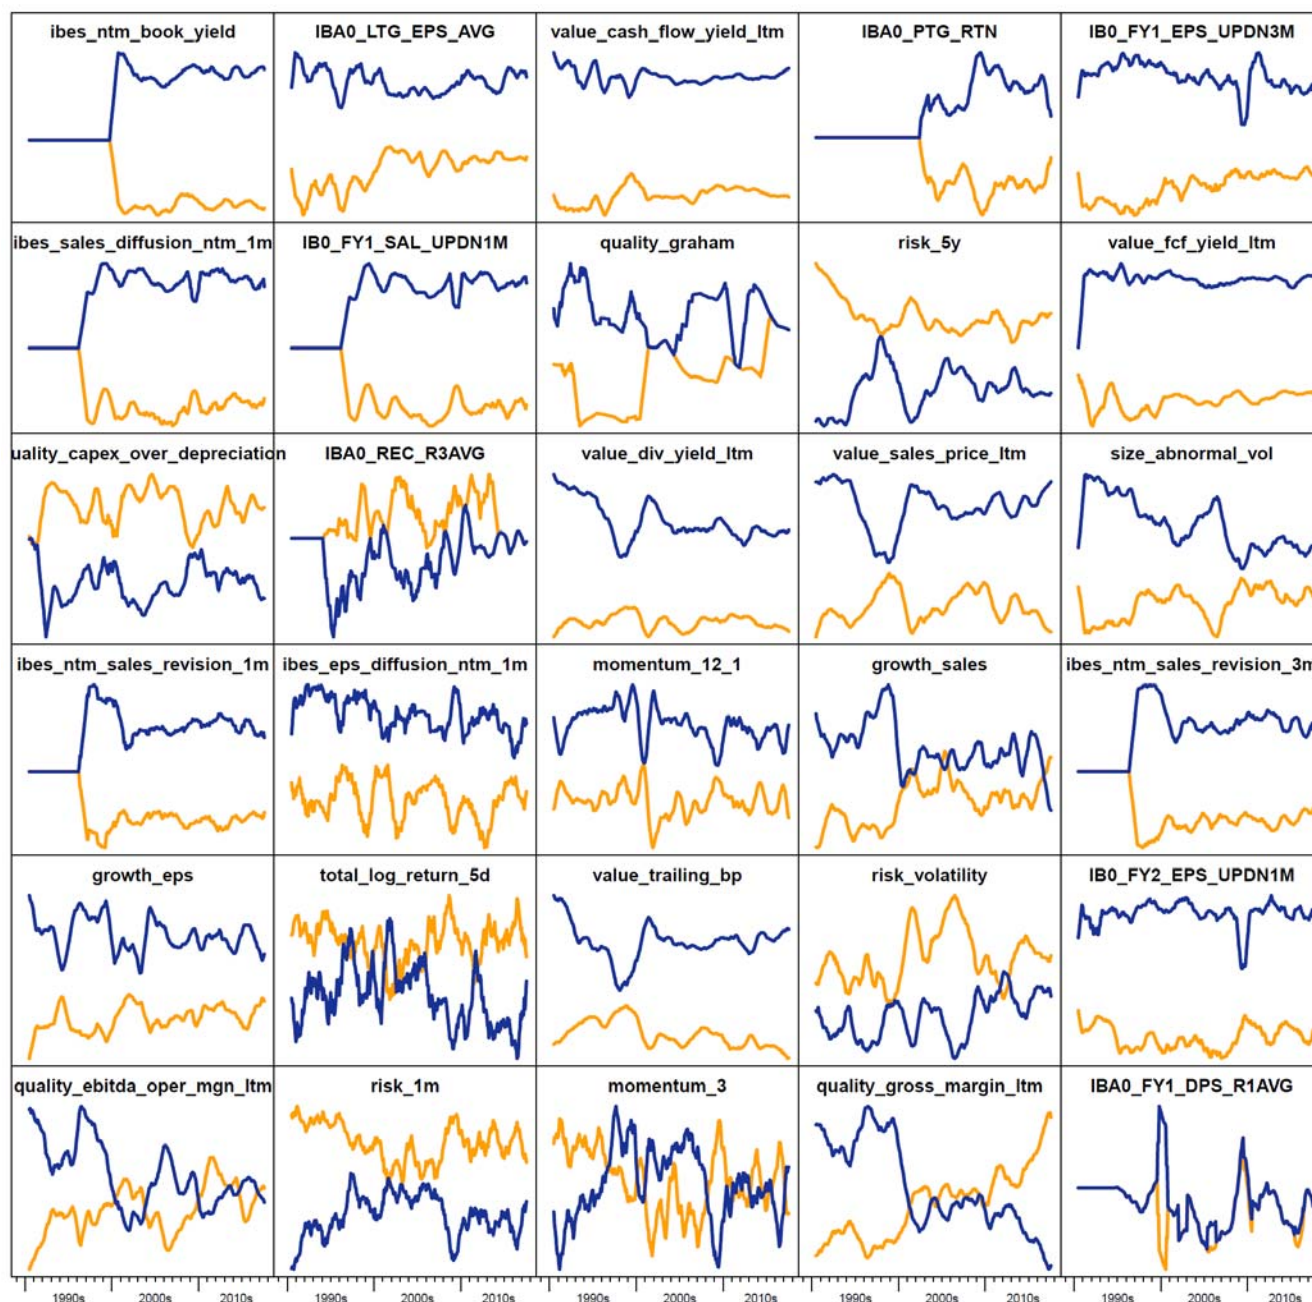 ibes_ntm_book_yield IBA0_LTG_EPS_AVG value_cash_flow_yield_ltm IBA0_PTG_RTN IB0_FY1_EPS_UPDN3M
ibes_sales_diffusion_ntm_1m IB0_FY1_SAL_UPDN1M quality_graham risk_5y value_fcf_yield_ltm
uality_capex_over_depreciation IBA0_REC_R3AVG value_div_yield_ltm value_sales_price_ltm size_abnormal_vol
ibes_ntm_sales_revision_1m ibes_eps_diffusion_ntm_1m momentum_12_1 growth_sales ibes_ntm_sales_revision_3m
growth_eps total_log_return_5d value_trailing_bp risk_volatility IB0_FY2_EPS_UPDN1M
quality_ebitda_oper_mgn_ltm risk_1m momentum_3 quality_gross_margin_ltm IBA0_FY1_DPS_R1AVG
1990s 2000s 2010s 1990s 2000s 2010s 1990s 2000s 2010s 1990s 2000s 2010s 1990s 2000s 2010s